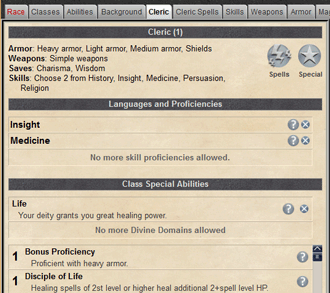 Race Classes Abilities Background Cleric Cleric Spells Skills Weapons Armor
Cleric (1)
Armor: Heavy armor, Light armor, Medium armor, Shields
Weapons: Simple weapons
Saves: Charisma, Wisdom
Skills: Choose 2 from History, Insight, Medicine, Persuasion,
Religion
Spells Special
Languages and Proficiencies
Insight
Medicine
No more skill proficiencies allowed.
Class Special Abilities
Life
Your deity grants you great healing power.
No more Divine Domains allowed
1 Bonus Proficiency
Proficient with heavy armor.
1 Disciple of Life
Healing spells of 2st level or higher heal additional 2+spell level HP.